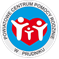 POWIATOWE CENTRUM POMOCY RODZINIE
W PRUDNIKU